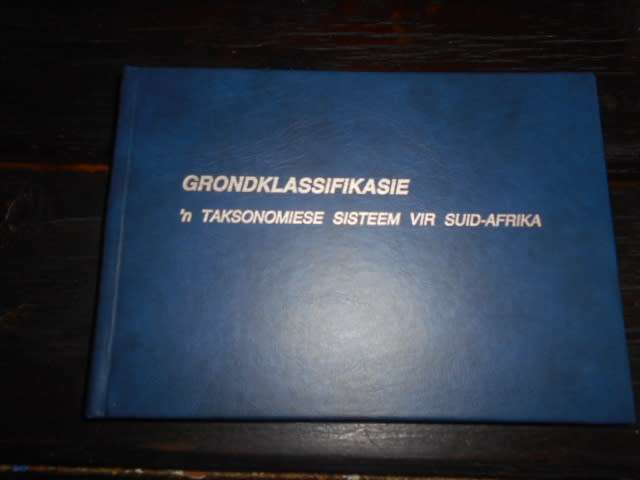 GRONDKLASSIFIKASIE
'n TAKSONOMIESE SISTEEM VIR SUID-AFRIKA